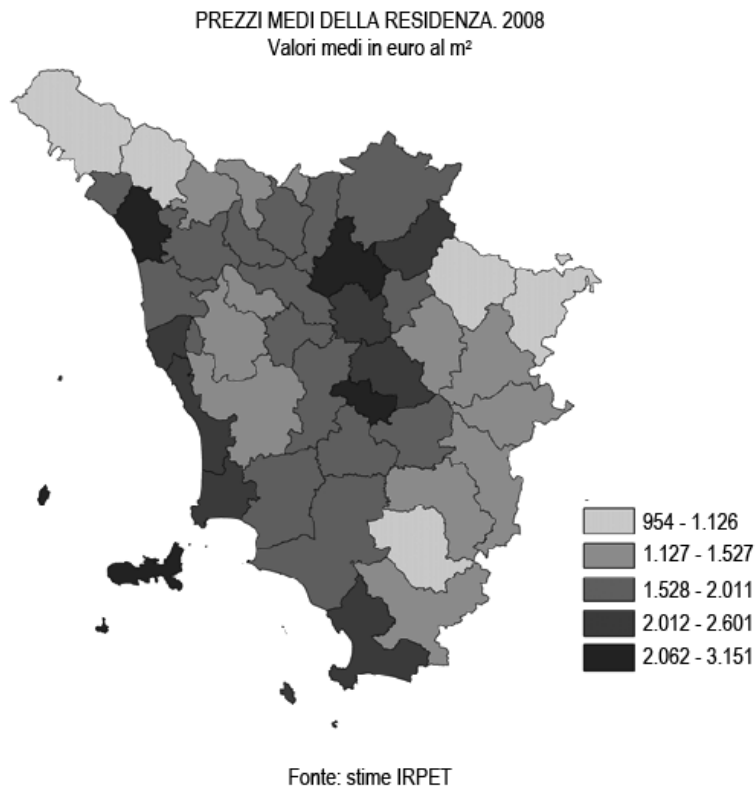 PREZZI MEDI DELLA RESIDENZA. 2008
Valori medi in euro al m²
954 - 1.126
1.127 - 1.527
1.528 - 2.011
2.012 - 2.601
2.062 - 3.151
Fonte: stime IRPET